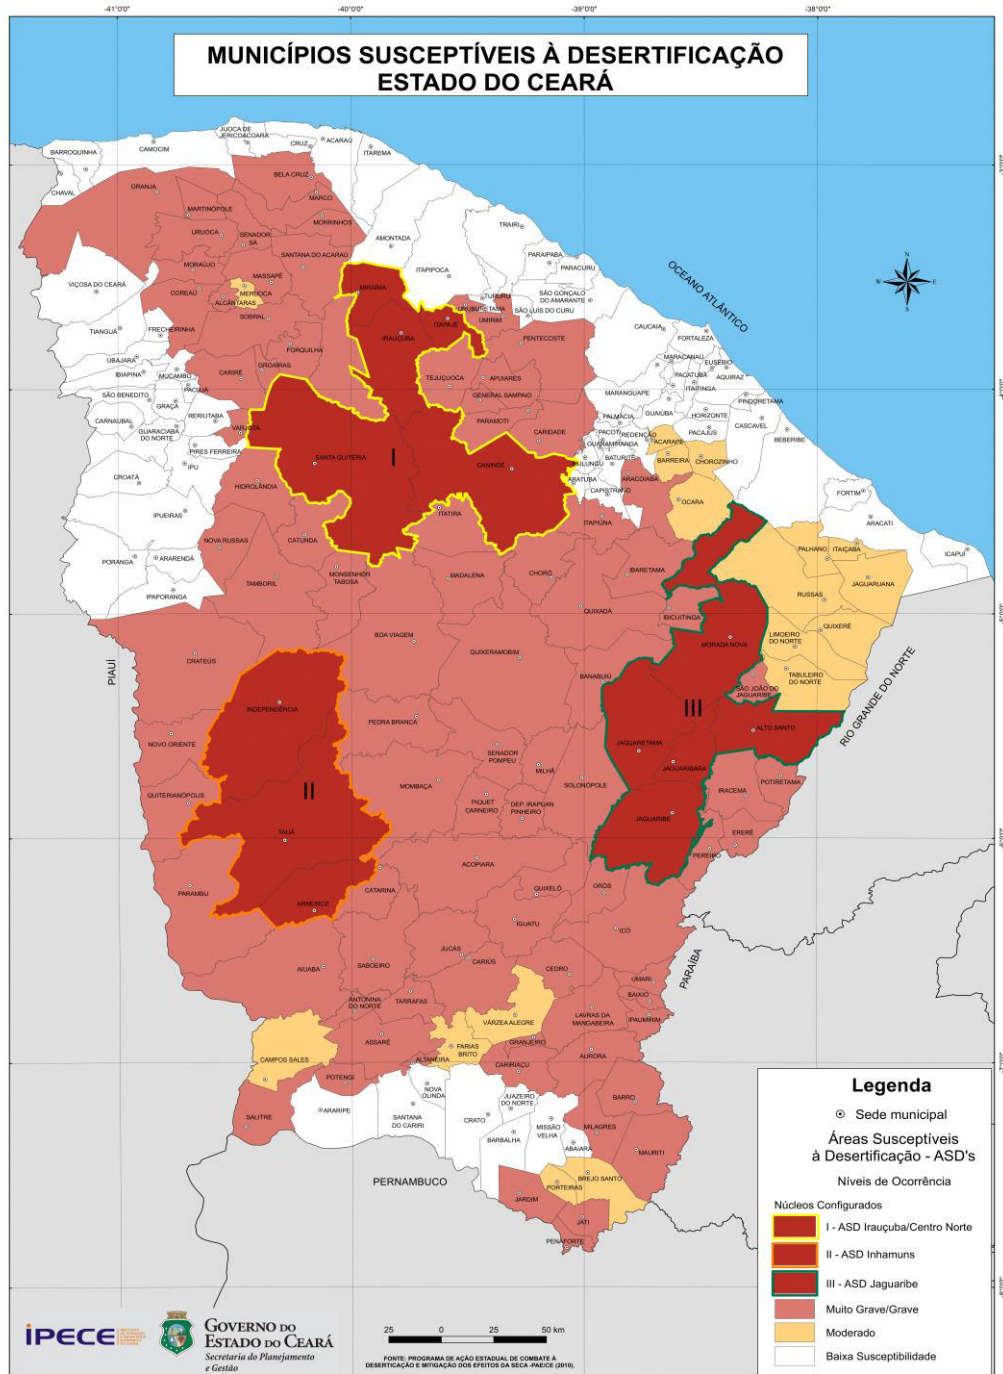 -41°0'0"
-40°0'0"
-39°0'0"
-38°0'0"
MUNICÍPIOS SUSCEPTÍVEIS À DESERTIFICAÇÃO
ESTADO DO CEARÁ
JIJOCA DE
JERICOACOARA
ACARAÚ
BARROQUINHA
CAMOCIM
CRUZ
ITAREMA
CHAVAL
GRANJA
BELA CRUZ
MARCO
MARTINÓPOLE
MORRINHOS
URUOCA
SENADOR
SÁ
AMONTADA
TRAIRI
SANTANA DO ACARAÚ
MORAÚJO
PARAIPABA
PARACURU
OCEANO ATLÂNTICO
N
W
E
S
VIÇOSA DO CEARÁ
COREAÚ
MASSAPÊ
MERUOCA
ALCÂNTARAS
MIRAÍMA
ITAPIPOCA
TURURU
URUBURETAMA
UMIRIM
SÃO GONÇALO
DO AMARANTE
SÃO LUÍS DO CURU
TIANGUÁ
FRECHEIRINHA
SOBRAL
IRAUÇUBA
ITAPAJÉ
CAUCAIA
FORTALEZA
UBAJARA
FORQUILHA
PENTECOSTE
MARACANAÚ
EUSÉBIO
IBIAPINA
MUCAMBO
GROAÍRAS
CARIRÉ
TEJUÇUOCA
APUIARÉS
PACATUBA
AQUIRAZ
ITAITINGA
PACUJÁ
SÃO BENEDITO
GRAÇA
GENERAL SAMPAIO
MARANGUAPE
GUAIÚBA
PINDORETAMA
HORIZONTE
CARNAUBAL
RERIUTABA
GUARACIABA
DO NORTE
VARJOTA
PARAMOTI
PALMÁCIA
PACOTI
REDENÇÃO
PACAJUS
CASCAVEL
BEBERIBE
PIRES FERREIRA
CARIDADE
GUARAMIRANGA
ACARAPE
BARREIRA
CHOROZINHO
IPU
SANTA QUITÉRIA
I
CANINDÉ
MULUNGU
BATURITÉ
ARATUBA
CROATÁ
HIDROLÂNDIA
CAPISTRANO
ARACOIABA
OCARA
FORTIM
IPUEIRAS
ITATIRA
ITAPIÚNA
ARACATI
NOVA RUSSAS
CATUNDA
PORANGA
ARARENDÁ
MONSENHOR
TABOSA
MADALENA
CHORÓ
IBARETAMA
PALHANO
ITAIÇABA
ICAPUÍ
TAMBORIL
JAGUARUANA
IPAPORANGA
RUSSAS
QUIXADÁ
IBICUITINGA
QUIXERÉ
PIAUÍ
BOA VIAGEM
MORADA NOVA
LIMOEIRO
DO NORTE
CRATEÚS
QUIXERAMOBIM
TABULEIRO
DO NORTE
BANABUIÚ
SÃO JOÃO DO
JAGUARIBE
RIO GRANDE DO NORTE
INDEPENDÊNCIA
PEDRA BRANCA
III
ALTO SANTO
NOVO ORIENTE
SENADOR
POMPEU
JAGUARETAMA
JAGUARIBARA
MILHÃ
SOLONÓPOLE
POTIRETAMA
QUITERIANÓPOLIS
II
MOMBAÇA
PIQUET
CARNEIRO
DEP. IRAPUAN
PINHEIRO
IRACEMA
JAGUARIBE
TAUÁ
ERERÊ
PEREIRO
ACOPIARA
PARAMBU
CATARINA
QUIXELÔ
ORÓS
ARNEIROZ
IGUATU
ICÓ
AIUABA
SABOEIRO
JUCÁS
CARIÚS
CEDRO
PARAÍBA
UMARI
BAIXIO
ANTONINA
DO NORTE
TARRAFAS
VÁRZEA ALEGRE
LAVRAS DA
MANGABEIRA
IPAUMIRIM
ASSARÉ
FARIAS
BRITO
GRANJEIRO
CAMPOS SALES
ALTANEIRA
AURORA
CARIRIAÇU
POTENGI
NOVA
OLINDA
SALITRE
ARARIPE
SANTANA
DO CARIRI
CRATO
JUAZEIRO
DO NORTE
MISSÃO
VELHA
BARRO
BARBALHA
MILAGRES
ABAIARA
MAURITI
PERNAMBUCO
BREJO SANTO
PORTEIRAS
JARDIM
JATI
PENAFORTE
Legenda
Sede municipal
Áreas Susceptíveis
à Desertificação - ASD's
Níveis de Ocorrência
Núcleos Configurados
I - ASD Irauçuba/Centro Norte
II - ASD Inhamuns
III - ASD Jaguaribe
Muito Grave/Grave
Moderado
Baixa Susceptibilidade
IPECE
GOVERNO DO
ESTADO DO CEARÁ
Secretaria do Planejamento
e Gestão
25 0 25 50 km
FONTE: PROGRAMA DE AÇÃO ESTADUAL DE COMBATE À
DESERTICAÇÃO E MITIGAÇÃO DOS EFEITOS DA SECA -PAE/CE (2010).